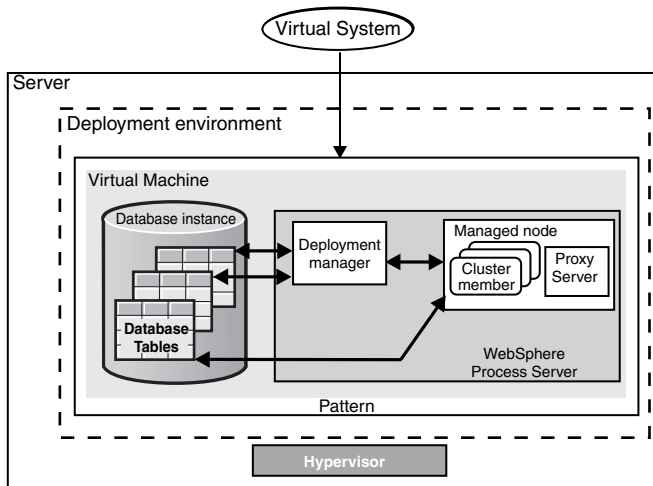 Virtual System
Server
Deployment environment
Virtual Machine
Database instance
Database
Tables
Deployment
manager
Managed node
Cluster
member
Proxy
Server
WebSphere
Process Server
Pattern
Hypervisor